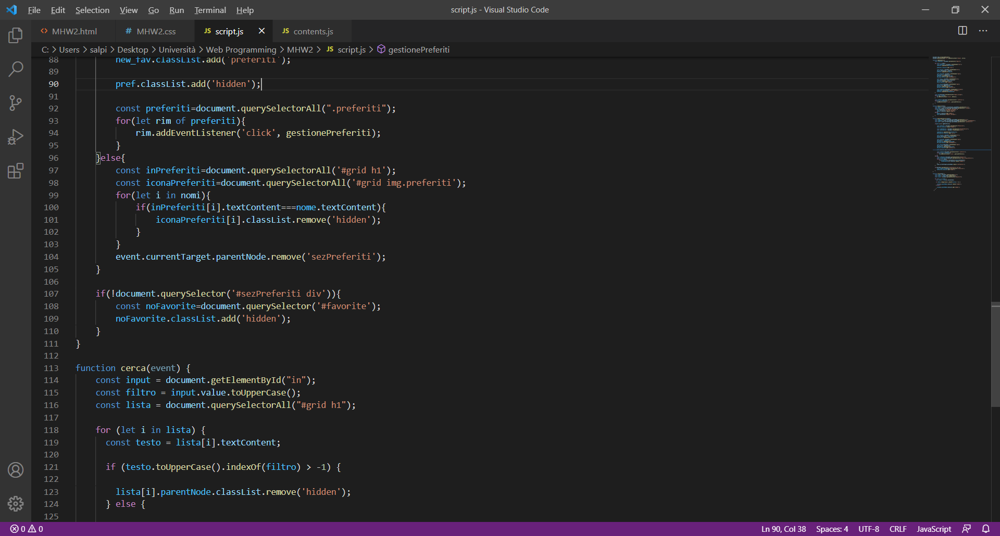 File Edit Selection View Go Run Terminal Help script.js - Visual Studio Code
<> MHW2.html # MHW2.css JS script.js JS contents.js
C: > Users > salpi > Desktop > Università > Web Programming > MHW2 > JS script.js > gestionePreferiti
88 new_fav.classList.add('preferiti');
89
90 pref.classList.add('hidden');
91
92 const preferiti=document.querySelectorAll(".preferiti");
93 for(let rim of preferiti){
94 rim.addEventListener('click', gestionePreferiti);
95 }
96 }else{
97 const inPreferiti=document.querySelectorAll('#grid h1');
98 const iconaPreferiti=document.querySelectorAll('#grid img.preferiti');
99 for(let i in nomi){
100 if(inPreferiti[i].textContent===nome.textContent){
101 iconaPreferiti[i].classList.remove('hidden');
102 }
103 }
104 event.currentTarget.parentNode.remove('sezPreferiti');
105 }
106
107 if(!document.querySelector('#sezPreferiti div')){
108 const noFavorite=document.querySelector('#favorite');
109 noFavorite.classList.add('hidden');
110 }
111 }
112
113 function cerca(event) {
114 const input = document.getElementById("in");
115 const filtro = input.value.toUpperCase();
116 const lista = document.querySelectorAll("#grid h1");
117
118 for (let i in lista) {
119 const testo = lista[i].textContent;
120
121 if (testo.toUpperCase().indexOf(filtro) > -1) {
122
123 lista[i].parentNode.classList.remove('hidden');
124 } else {
125
0 0 Ln 90, Col 38 Spaces: 4 UTF-8 CRLF JavaScript